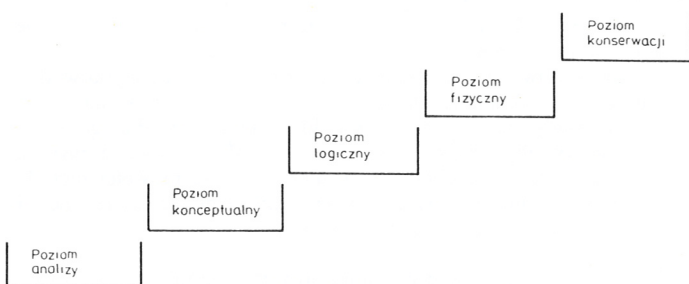 Poziom
konserwacji
Poziom
fizyczny
Poziom
logiczny
Poziom
konceptualny
Poziom
analizy